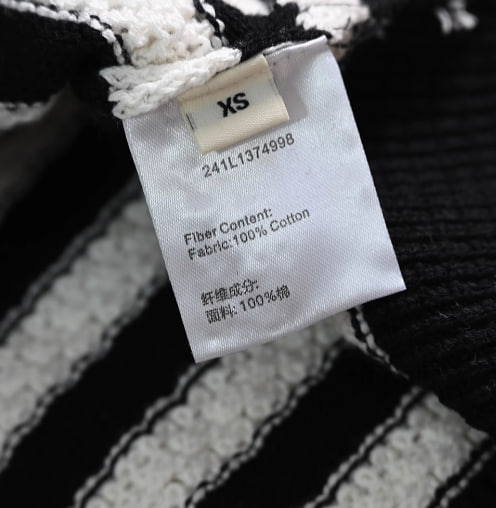 XS
241L1374998
Fiber Content:
Fabric:100% Cotton
纤维成分:
面料: 100%棉